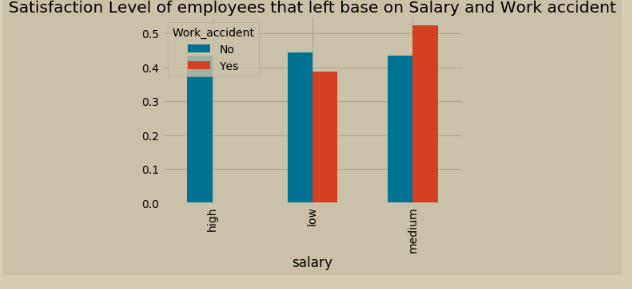 Satisfaction Level of employees that left base on Salary and Work accident
Work_accident
No
Yes
0.5
0.4
0.3
0.2
0.1
0.0
high
low
medium
salary